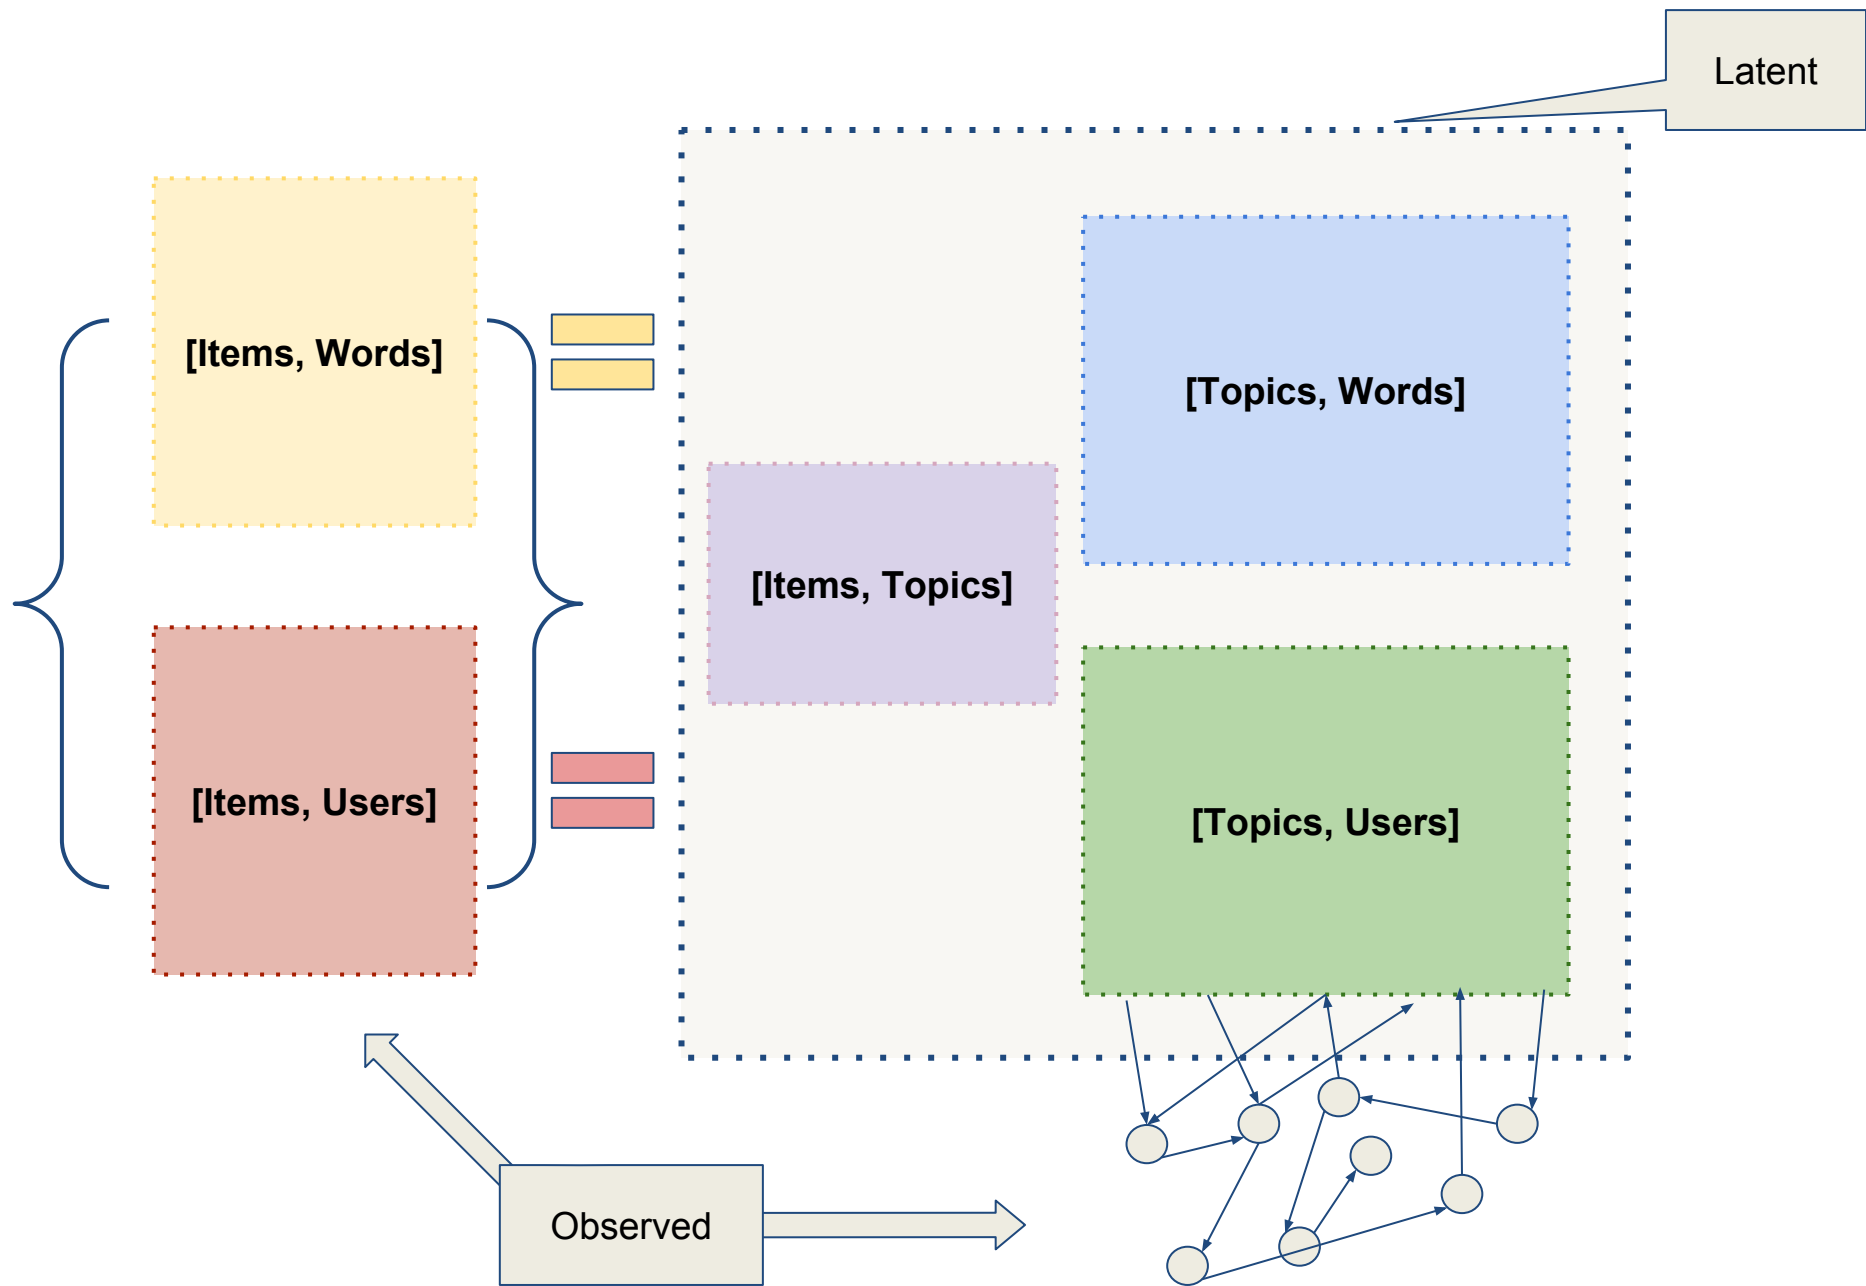 Latent
[Items, Words]
[Topics, Words]
[Items, Topics]
[Items, Users]
[Topics, Users]
Observed